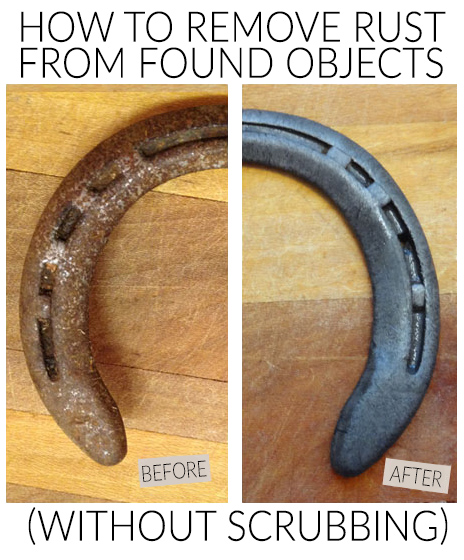 HOW TO REMOVE RUST
FROM FOUND OBJECTS
BEFORE
AFTER
(WITHOUT SCRUBBING)